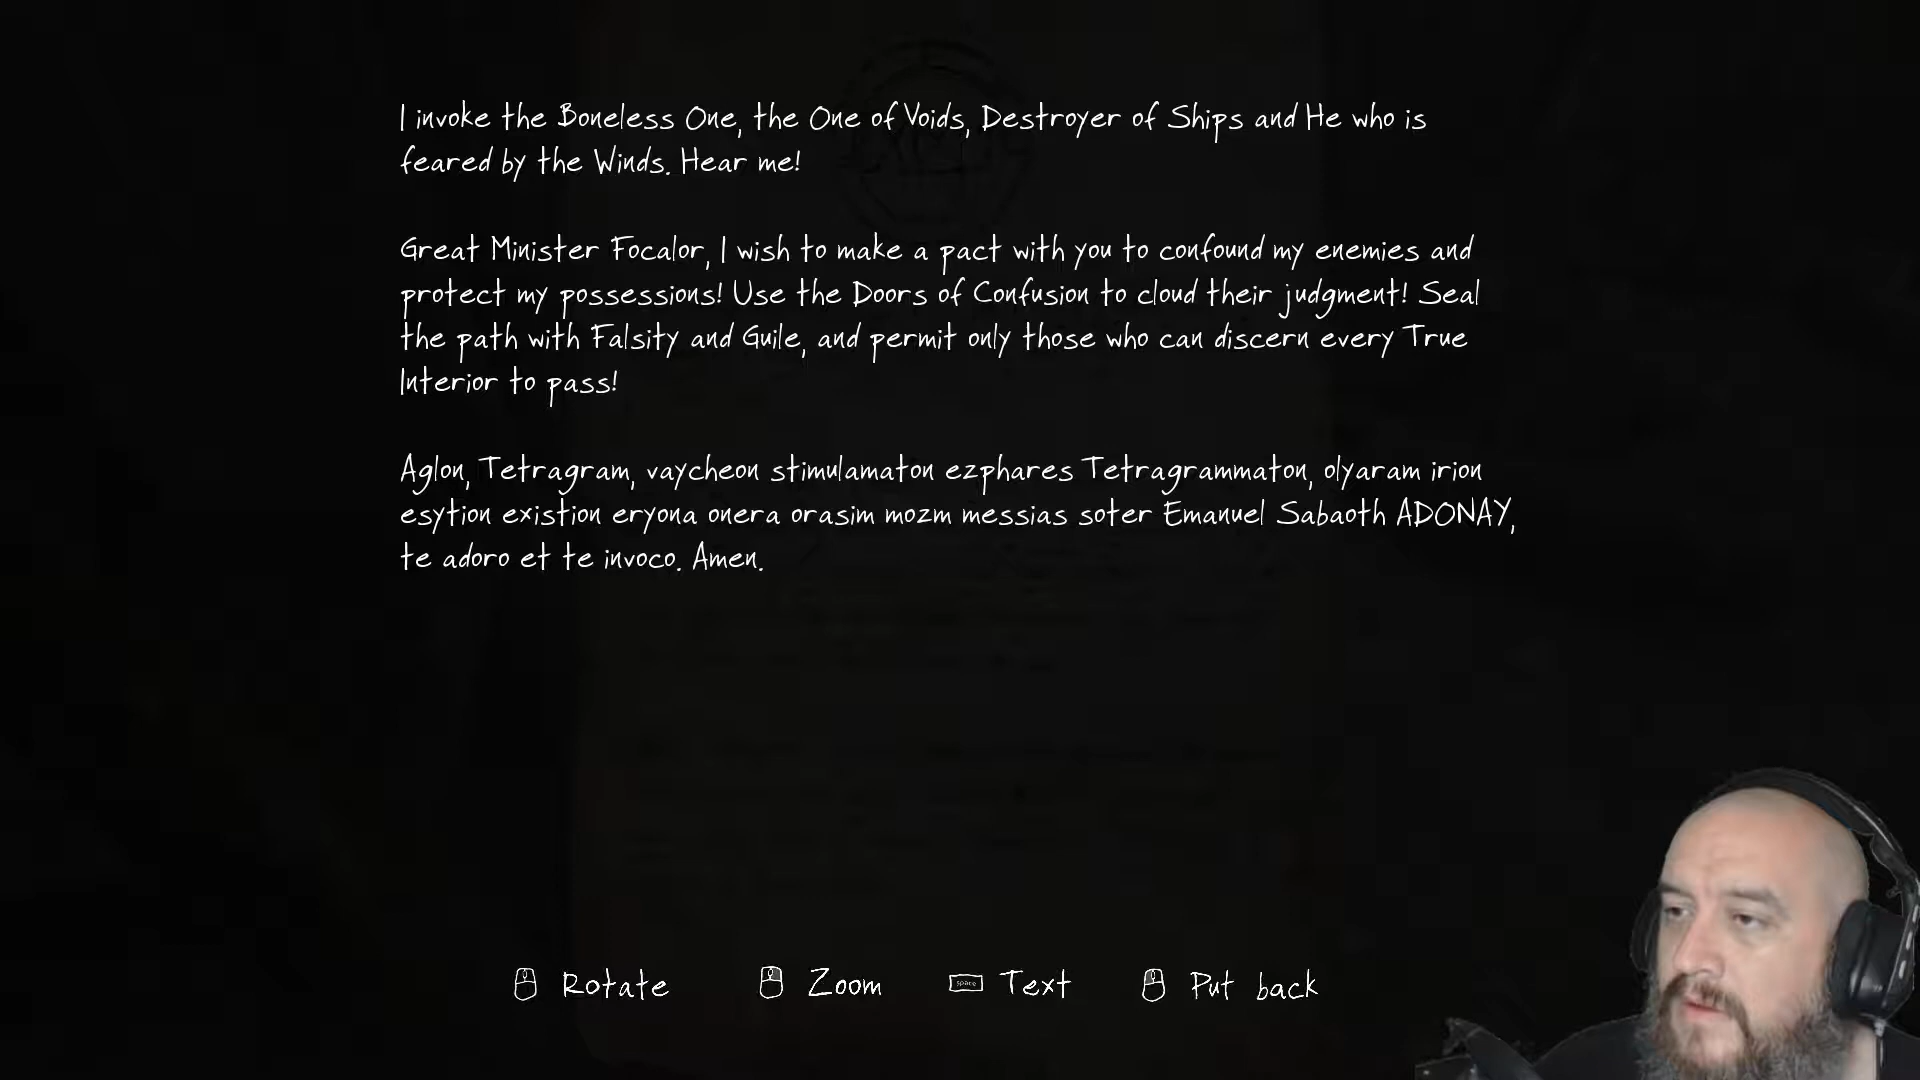 I invoke the Boneless One, the One of Voids, Destroyer of Ships and He who is
feared by the Winds. Hear me!
Great Minister Focalor, I wish to make a pact with you to confound my enemies and
protect my possessions! Use the Doors of Confusion to cloud their judgment! Seal
the path with Falsity and Guile, and permit only those who can discern every True
Interior to pass!
Aglon, Tetragram, vaycheon stimulamaton ezphares Tetragrammaton, olyaram irion
esytion existion eryona onera orasim mozm messias soter Emanuel Sabaoth ADONAY,
te adoro et te invoco. Amen.
Rotate Zoom space Text Put back